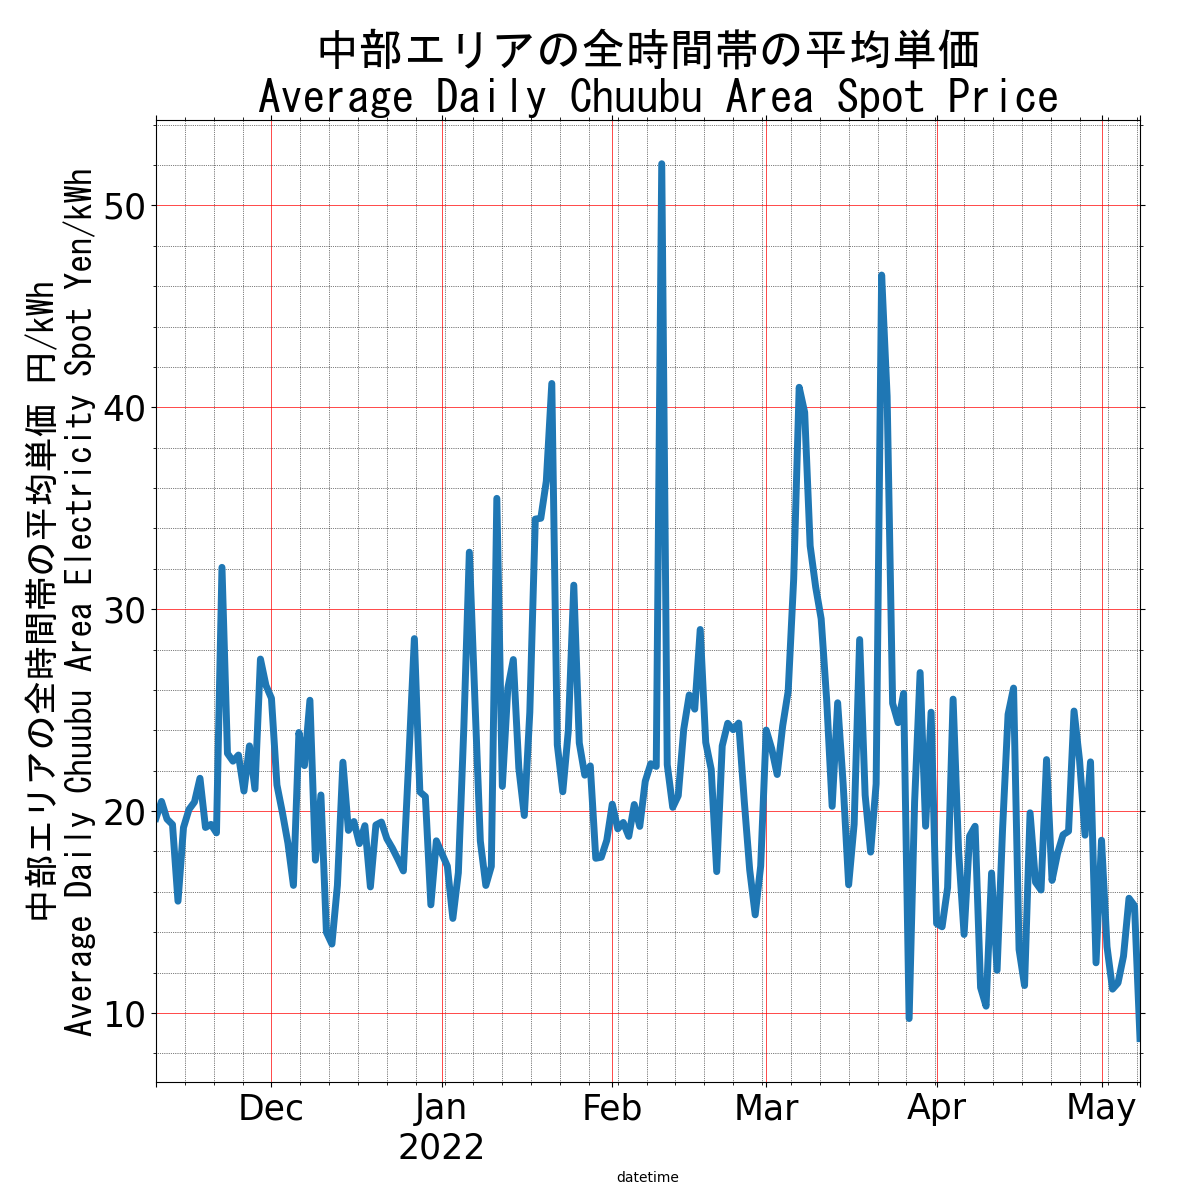 中部エリアの全時間帯の平均単価
Average Daily Chuubu Area Spot Price
中部エリアの全時間帯の平均単価 円/kWh
Average Daily Chuubu Area Electricity Spot Yen/kWh
50
40
30
20
10
Dec
Jan
2022
Feb
Mar
Apr
May
datetime